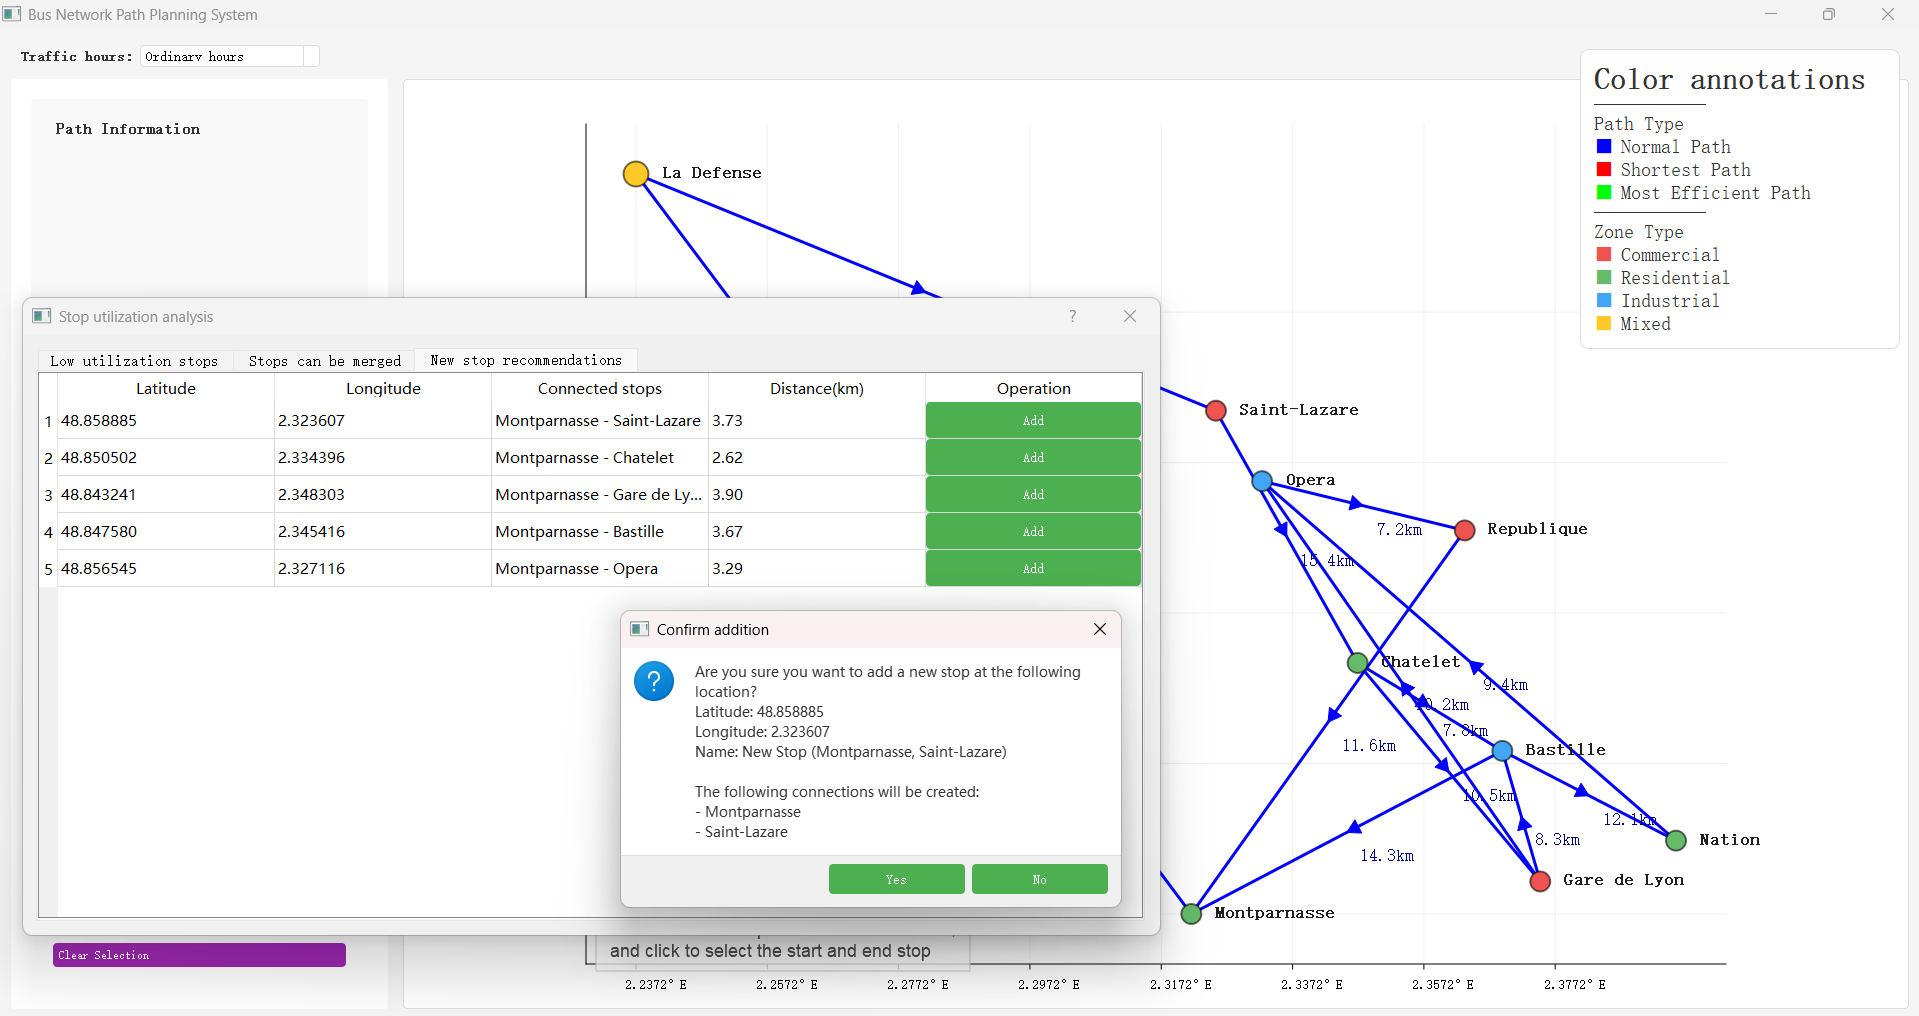 Bus Network Path Planning System
Traffic hours:
Ordinary hours
Path Information
Color annotations
Path Type
Normal Path
Shortest Path
Most Efficient Path
Zone Type
Commercial
Residential
Industrial
Mixed
La Defense
Stop utilization analysis
?
Low utilization stops
Stops can be merged
New stop recommendations
Latitude Longitude Connected stops Distance(km) Operation
1 48.858885 2.323607 Montparnasse - Saint-Lazare 3.73 Add
2 48.850502 2.334396 Montparnasse - Chatelet 2.62 Add
3 48.843241 2.348303 Montparnasse - Gare de Ly... 3.90 Add
4 48.847580 2.345416 Montparnasse - Bastille 3.67 Add
5 48.856545 2.327116 Montparnasse - Opera 3.29 Add
Confirm addition
?
Are you sure you want to add a new stop at the following
location?
Latitude: 48.858885
Longitude: 2.323607
Name: New Stop (Montparnasse, Saint-Lazare)
The following connections will be created:
- Montparnasse
- Saint-Lazare
Yes
No
Saint-Lazare
Opera
7.2km
Republique
15.4km
Chatelet
9.4km
10.2km
7.8km
11.6km
Bastille
10.5km
12.1km
8.3km
Nation
14.3km
Gare de Lyon
Montparnasse
and click to select the start and end stop
Clear Selection
2.2372° E
2.2572° E
2.2772° E
2.2972° E
2.3172° E
2.3372° E
2.3572° E
2.3772° E